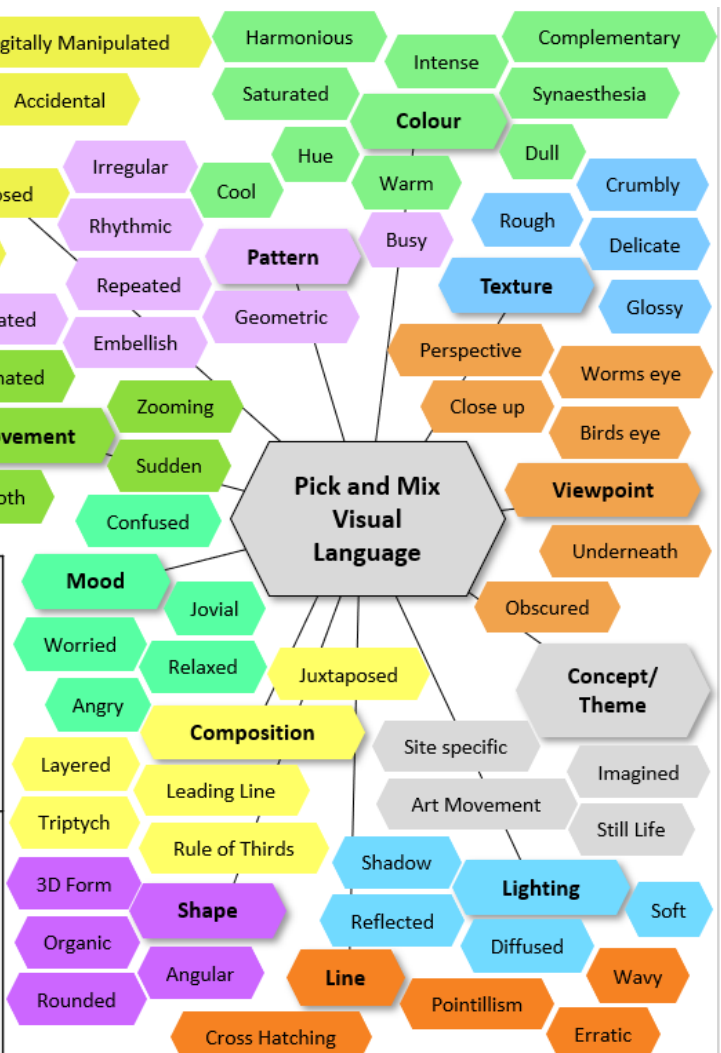 gitally Manipulated
Harmonious
Complementary
Intense
Accidental
Saturated
Synaesthesia
Colour
Hue
Dull
Irregular
Cool
Warm
Crumbly
osed
Rough
Rhythmic
Busy
Delicate
Pattern
Repeated
Texture
Glossy
ated
Geometric
Embellish
Perspective
Worms eye
nated
Zooming
Close up
Birds eye
vement
Sudden
Pick and Mix
Visual
Language
Viewpoint
oth
Confused
Underneath
Mood
Jovial
Obscured
Worried
Relaxed
Juxtaposed
Concept/
Theme
Angry
Composition
Site specific
Layered
Imagined
Leading Line
Art Movement
Triptych
Still Life
Rule of Thirds
Shadow
3D Form
Lighting
Shape
Soft
Reflected
Organic
Diffused
Angular
Line
Wavy
Rounded
Pointillism
Cross Hatching
Erratic